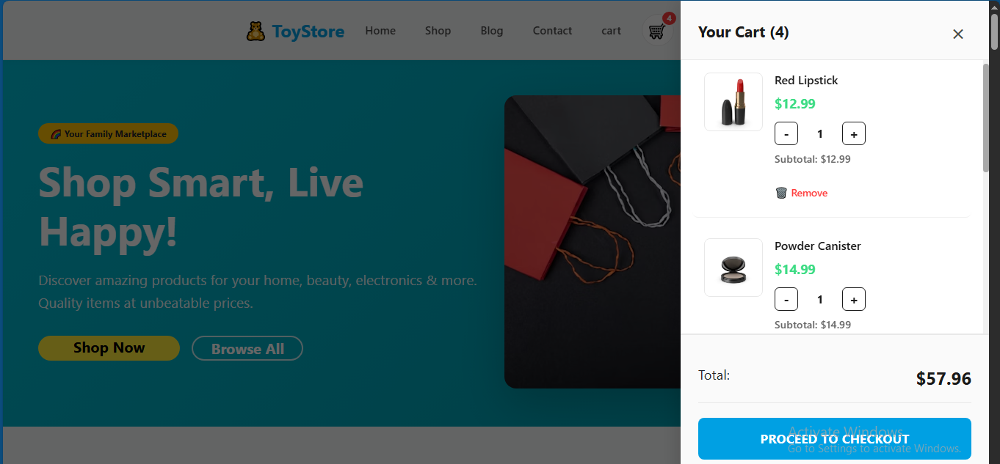 ToyStore
Home
Shop
Blog
Contact
cart
4
Your Family Marketplace
Shop Smart, Live
Happy!
Discover amazing products for your home, beauty, electronics & more.
Quality items at unbeatable prices.
Shop Now
Browse All
Your Cart (4)
Red Lipstick
$12.99
- 1 +
Subtotal: $12.99
Remove
Powder Canister
$14.99
- 1 +
Subtotal: $14.99
Total:
$57.96
PROCEED TO CHECKOUT
Activate Windows
Go to Settings to activate Windows.